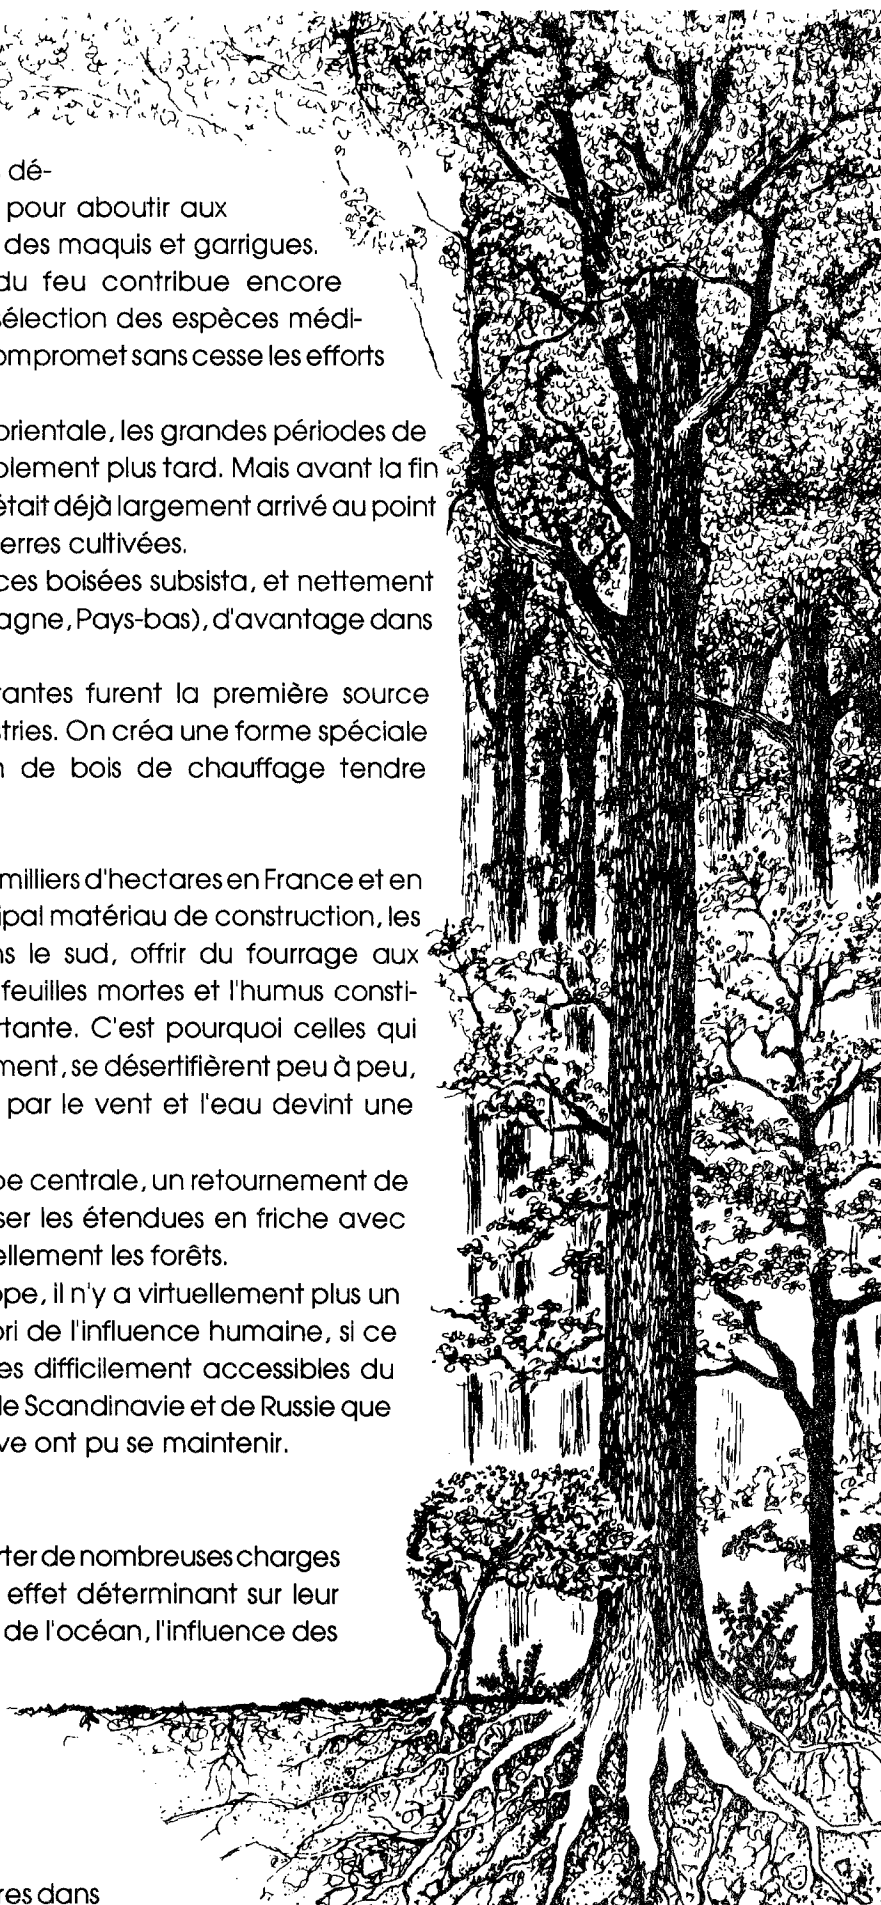 dé-
pour aboutir aux
des maquis et garrigues.
du feu contribue encore
sélection des espèces médi-
ompromet sans cesse les efforts
orientale, les grandes périodes de
blement plus tard. Mais avant la fin
était déjà largement arrivé au point
erres cultivées.
ces boisées subsista, et nettement
agne, Pays-bas), d'avantage dans
antes furent la première source
stries. On créa une forme spéciale
de bois de chauffage tendre
milliers d'hectares en France et en
ipal matériau de construction, les
ns le sud, offrir du fourrage aux
feuilles mortes et l'humus consti-
rtante. C'est pourquoi celles qui
ment, se désertifièrent peu à peu,
par le vent et l'eau devint une
pe centrale, un retournement de
ser les étendues en friche avec
ellement les forêts.
ope, il n'y a virtuellement plus un
bri de l'influence humaine, si ce
es difficilement accessibles du
de Scandinavie et de Russie que
ve ont pu se maintenir.
rter de nombreuses charges
effet déterminant sur leur
de l'océan, l'influence des
res dans